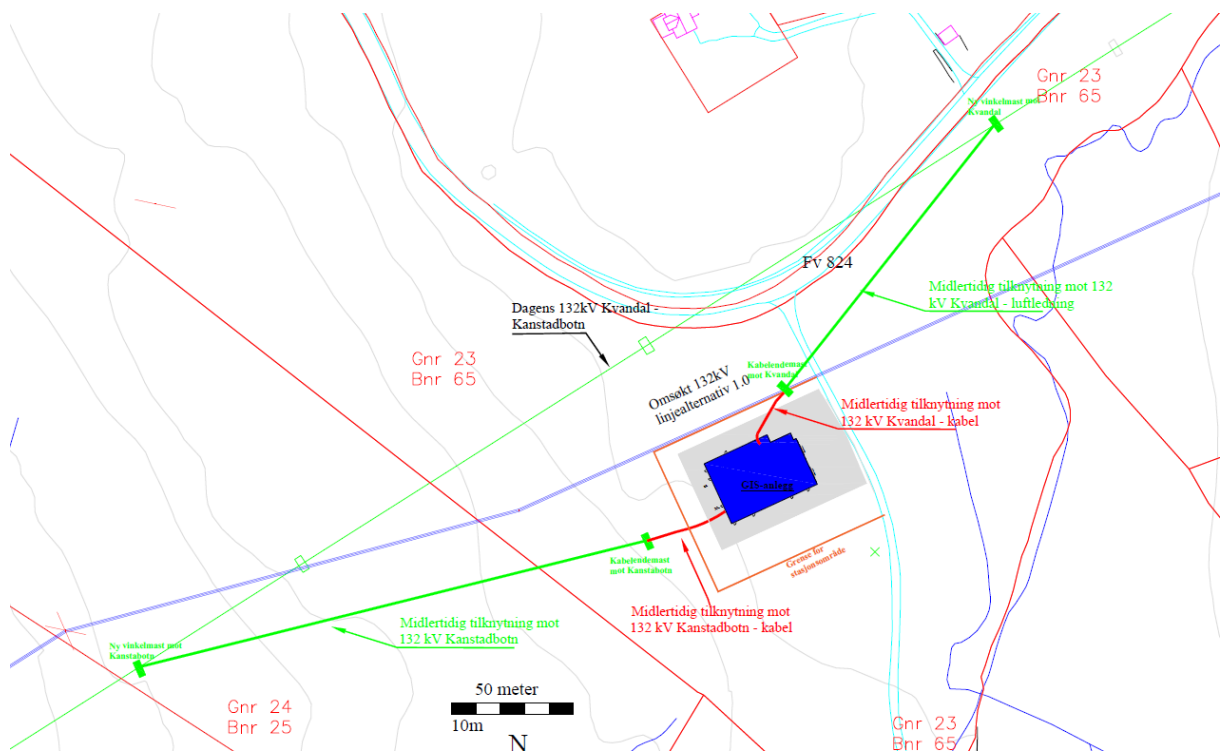 Gnr 23
Bnr 65
Ny vinkelmast mot
Kvandal
Fv 824
Midlertidig tilknytning mot 132
kV Kvandal - luftledning
Dagens 132kV Kvandal -
Kanstadbotn
Gnr 23
Bnr 65
Kabelendemast
mot Kvandal
Omsøkt 132kV
linjealternativ 1.0
Midlertidig tilknytning mot
132 kV Kvandal - kabel
GIS-anlegg
Grense for
stasjonsområde
Kabelendemast
mot Kanstabotn
Midlertidig tilknytning mot
132 kV Kanstadbotn - kabel
Midlertidig tilknytning mot
132 kV Kanstadbotn
Ny vinkelmast mot
Kanstabotn
Gnr 24
Bnr 25
50 meter
10m
N
Gnr 23
Bnr 65